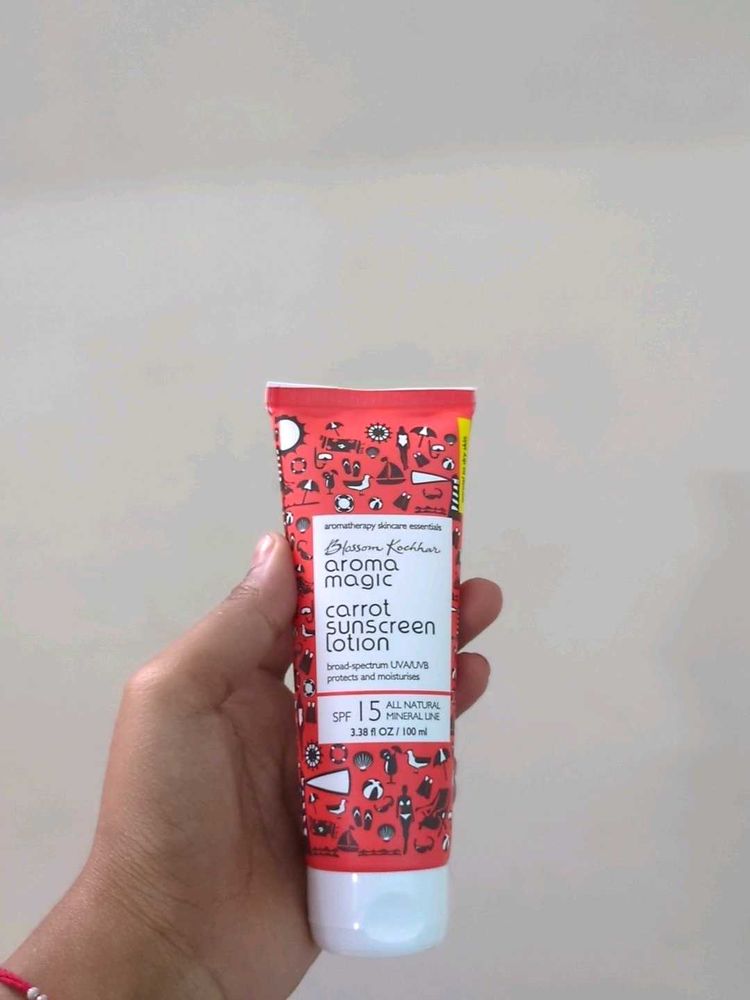 aromatherapy skincare essentials
Blossom Kochhar
aroma
magic
carrot
sunscreen
lotion
broad-spectrum UVA/UVB
protects and moisturises
SPF 15 ALL NATURAL
MINERAL LINE
3.38 fl OZ / 100 ml